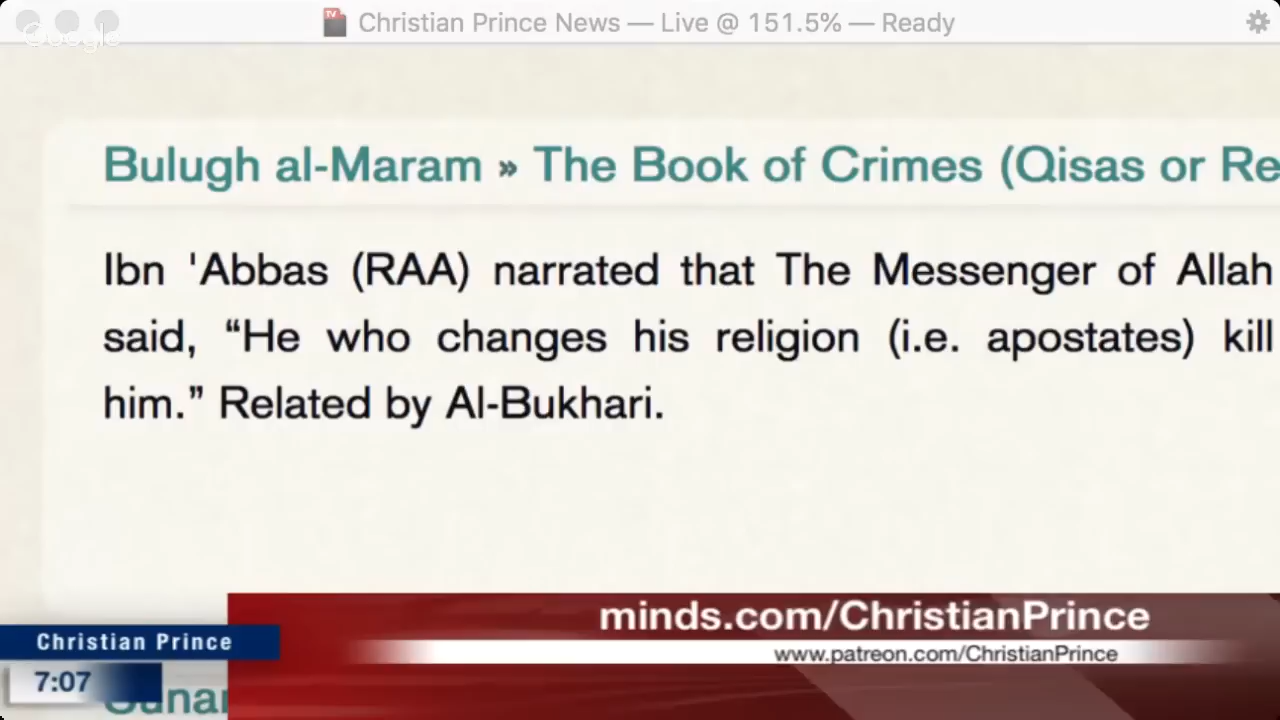 Google
Christian Prince News — Live @ 151.5% — Ready
Bulugh al-Maram » The Book of Crimes (Qisas or Re
Ibn 'Abbas (RAA) narrated that The Messenger of Allah
said, “He who changes his religion (i.e. apostates) kill
him.” Related by Al-Bukhari.
minds.com/ChristianPrince
Christian Prince
www.patreon.com/ChristianPrince
7:07